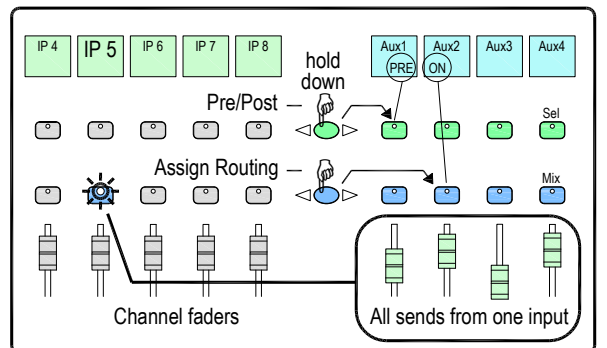 IP 4
IP 5
IP 6
IP 7
IP 8
hold
down
Aux1
PRE
Aux2
ON
Aux3
Aux4
Pre/Post
Sel
Assign Routing
Mix
Channel faders
All sends from one input